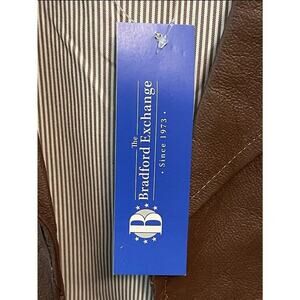 The
Bradford Exchange
• Since 1973 •
B